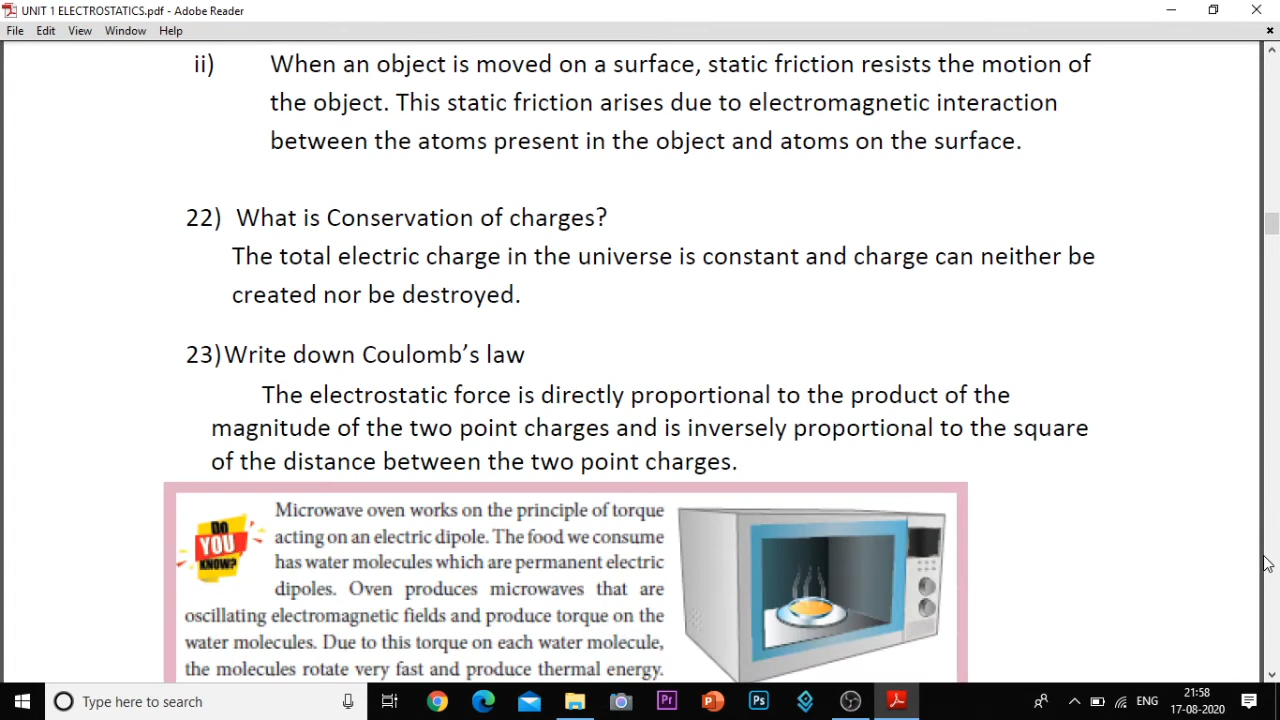 UNIT 1 ELECTROSTATICS.pdf - Adobe Reader
File Edit View Window Help
ii) When an object is moved on a surface, static friction resists the motion of
the object. This static friction arises due to electromagnetic interaction
between the atoms present in the object and atoms on the surface.
22) What is Conservation of charges?
The total electric charge in the universe is constant and charge can neither be
created nor be destroyed.
23)Write down Coulomb’s law
The electrostatic force is directly proportional to the product of the
magnitude of the two point charges and is inversely proportional to the square
of the distance between the two point charges.
DO
YOU
KNOW?
Microwave oven works on the principle of torque
acting on an electric dipole. The food we consume
has water molecules which are permanent electric
dipoles. Oven produces microwaves that are
oscillating electromagnetic fields and produce torque on the
water molecules. Due to this torque on each water molecule,
the molecules rotate very fast and produce thermal energy.
Type here to search
Pr
P
Ps
ENG
21:58
17-08-2020